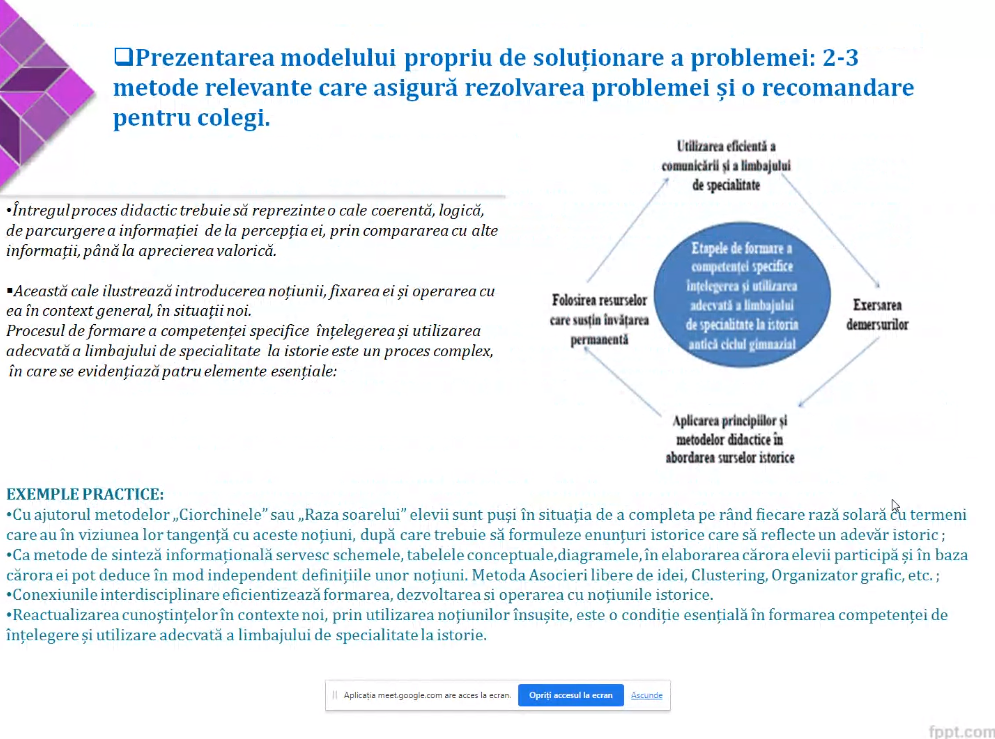 ❑Prezentarea modelului propriu de soluționare a problemei: 2-3
metode relevante care asigură rezolvarea problemei și o recomandare
pentru colegi.
•Întregul proces didactic trebuie să reprezinte o cale coerentă, logică,
de parcurgere a informației de la percepția ei, prin compararea cu alte
informații, până la aprecierea valorică.
▪Această cale ilustrează introducerea noțiunii, fixarea ei și operarea cu
ea în context general, în situații noi.
Procesul de formare a competenței specifice înțelegerea și utilizarea
adecvată a limbajului de specialitate la istorie este un proces complex,
în care se evidențiază patru elemente esențiale:
Utilizarea eficientă a
comunicării și a limbajului
de specialitate
Etapele de formare a
competenței specifice
înțelegerea și utilizarea
adecvată a limbajului
de specialitate la istoria
antică ciclul gimnazial
Folosirea resurselor
care susțin învățarea
permanentă
Exersarea
demersurilor
Aplicarea principiilor și
metodelor didactice în
abordarea surselor istorice
EXEMPLE PRACTICE:
•Cu ajutorul metodelor „Ciorchinele” sau „Raza soarelui” elevii sunt puși în situația de a completa pe rând fiecare rază solară cu termeni
care au în viziunea lor tangență cu aceste noțiuni, după care trebuie să formuleze enunțuri istorice care să reflecte un adevăr istoric ;
•Ca metode de sinteză informațională servesc schemele, tabelele conceptuale,diagramele, în elaborarea cărora elevii participă și în baza
cărora ei pot deduce în mod independent definițiile unor noțiuni. Metoda Asocieri libere de idei, Clustering, Organizator grafic, etc. ;
•Conexiunile interdisciplinare eficientizează formarea, dezvoltarea si operarea cu noțiunile istorice.
•Reactualizarea cunoștințelor în contexte noi, prin utilizarea noțiunilor însușite, este o condiție esențială în formarea competenței de
înțelegere și utilizare adecvată a limbajului de specialitate la istorie.
Aplicația meet.google.com are acces la ecran. Opriți accesul la ecran Ascunde
fppt.com